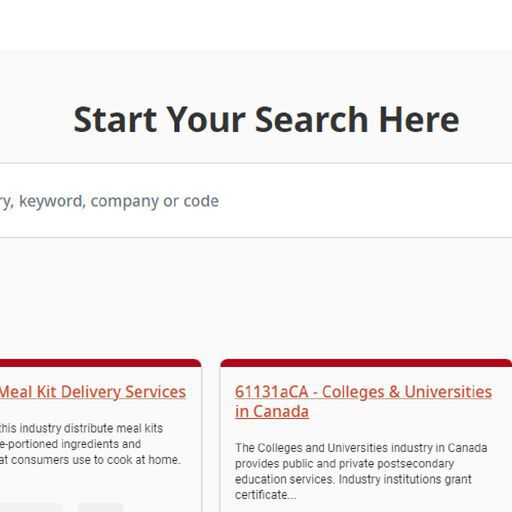 Start Your Search Here
keyword, company or code
Meal Kit Delivery Services
this industry distribute meal kits
e-portioned ingredients and
at consumers use to cook at home.
61131aCA - Colleges & Universities
in Canada
The Colleges and Universities industry in Canada
provides public and private postsecondary
education services. Industry institutions grant
certificate...